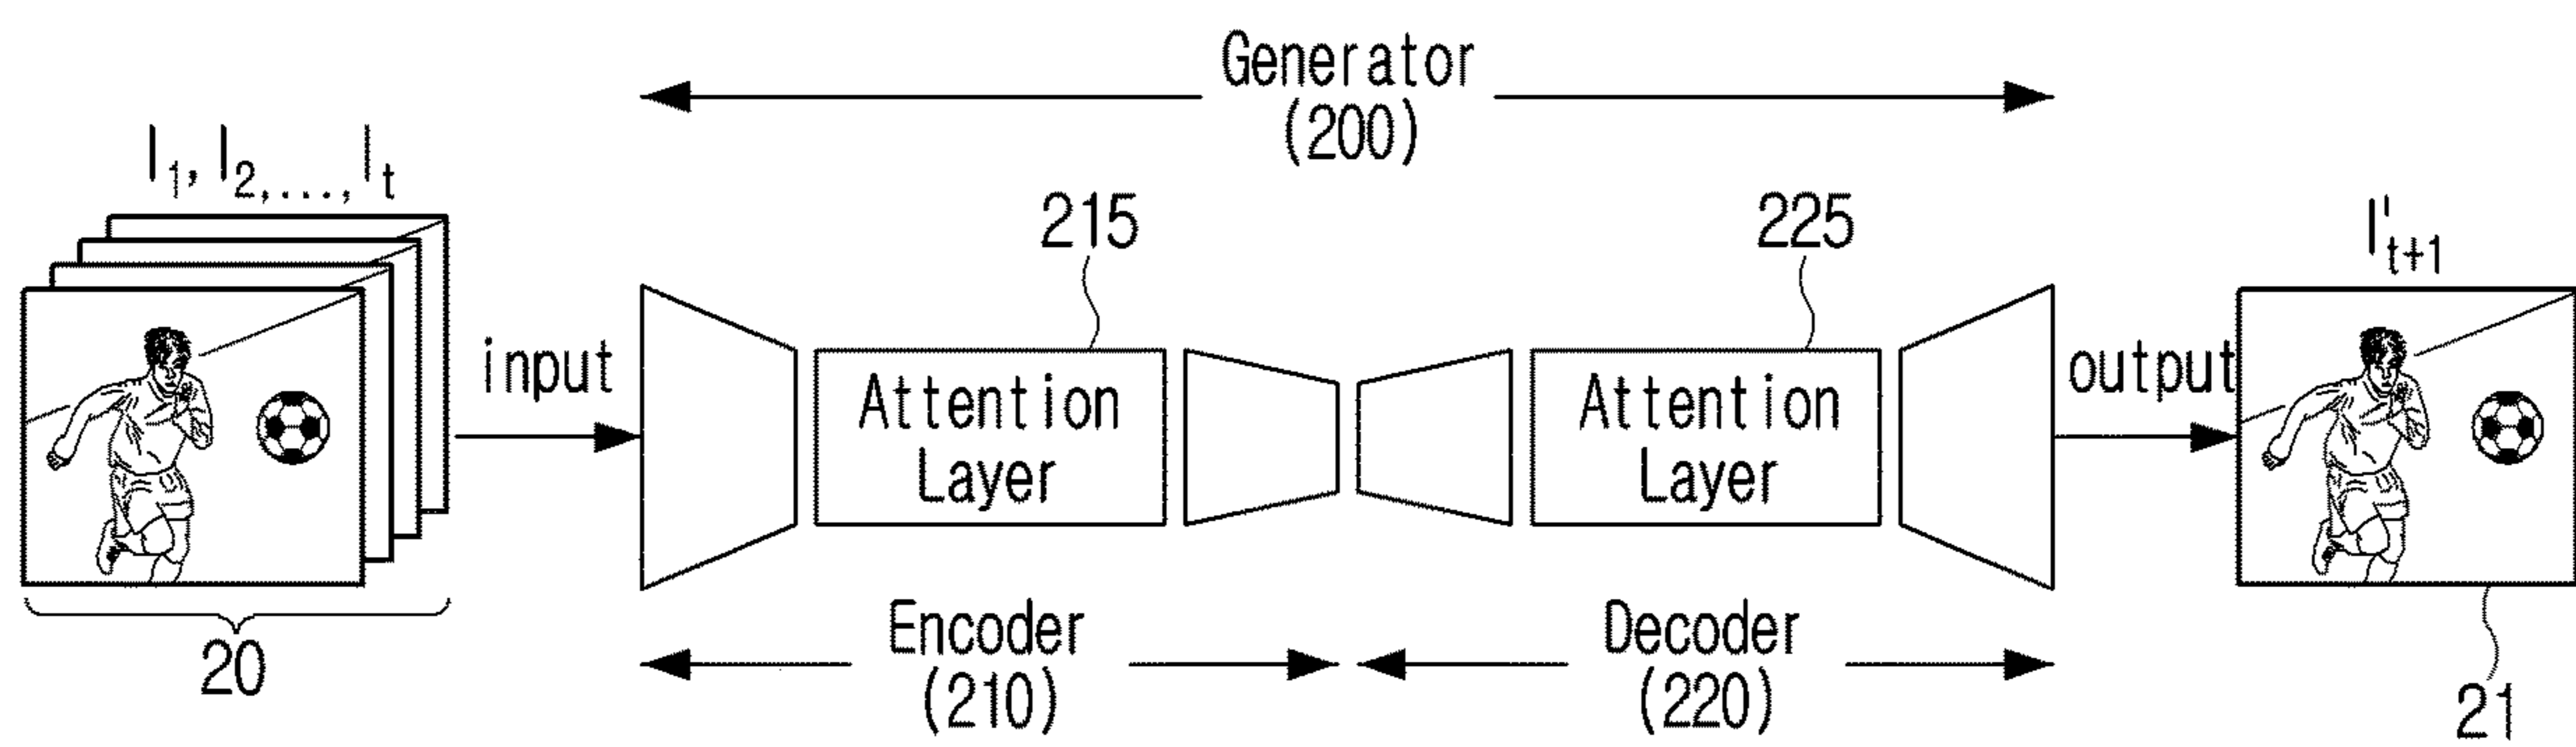 Generator
(200)
I1, I2,..., It
215
225
I't+1
input
Attention
Layer
Attention
Layer
output
20
Encoder
(210)
Decoder
(220)
21